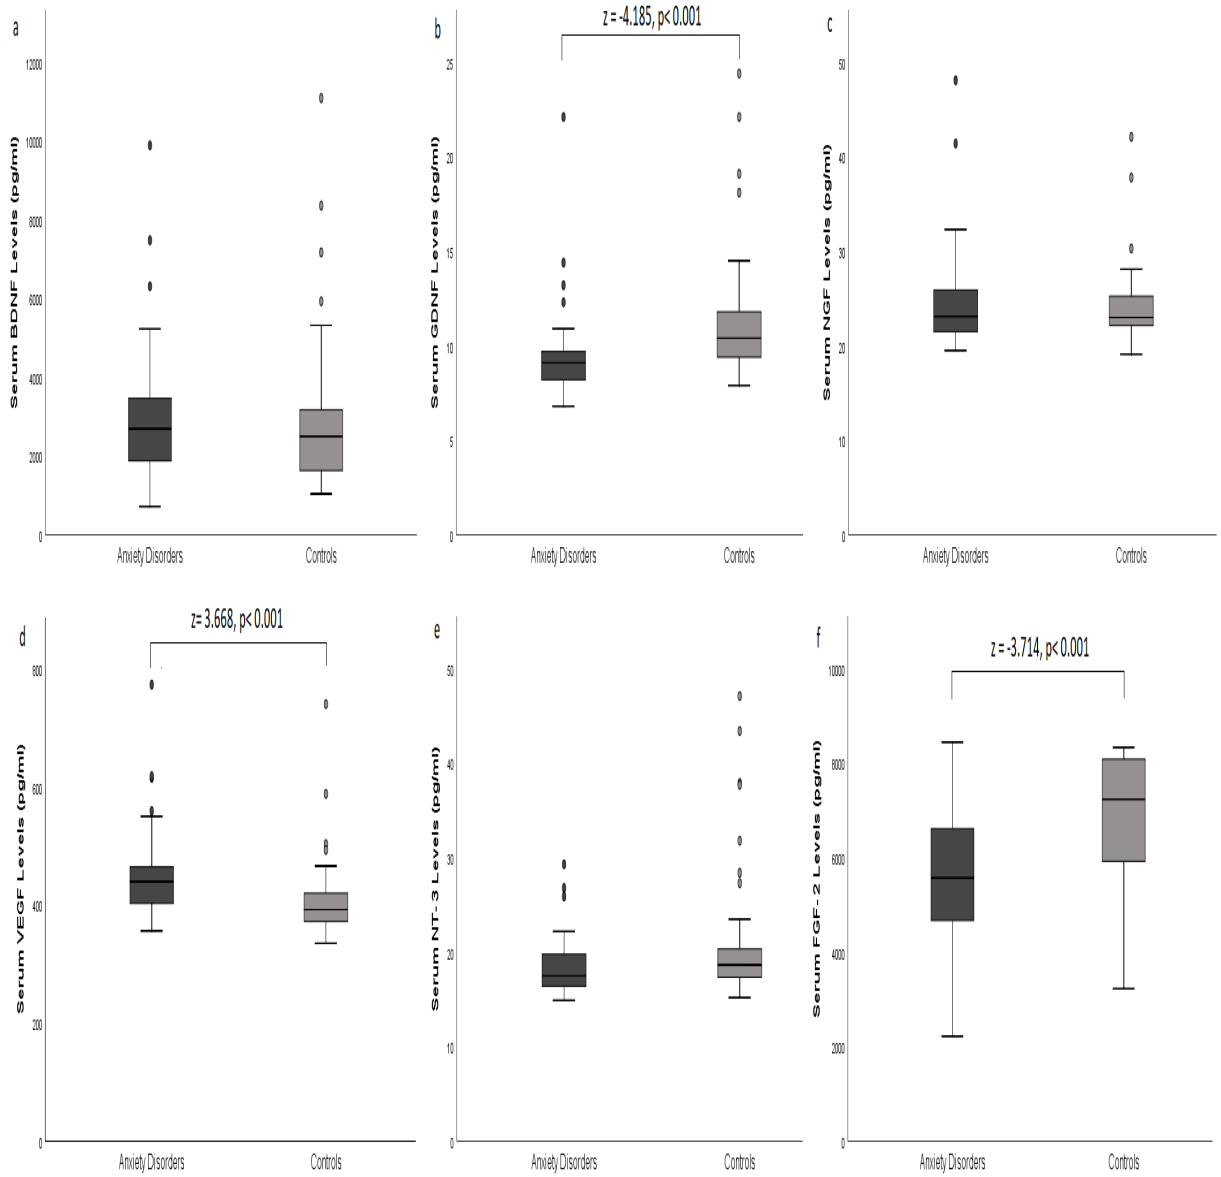 a
Serum BDNF Levels (pg/ml)
12000
10000
8000
6000
4000
2000
0
Anxiety Disorders Controls
b
z = -4.185, p< 0.001
Serum GDNF Levels (pg/ml)
25
20
15
10
5
0
Anxiety Disorders Controls
c
Serum NGF Levels (pg/ml)
50
40
30
20
10
0
Anxiety Disorders Controls
d
z= 3.668, p< 0.001
Serum VEGF Levels (pg/ml)
800
600
400
200
0
Anxiety Disorders Controls
e
Serum NT-3 Levels (pg/ml)
50
40
30
20
10
0
Anxiety Disorders Controls
f
z = -3.714, p< 0.001
Serum FGF-2 Levels (pg/ml)
10000
8000
6000
4000
2000
0
Anxiety Disorders Controls